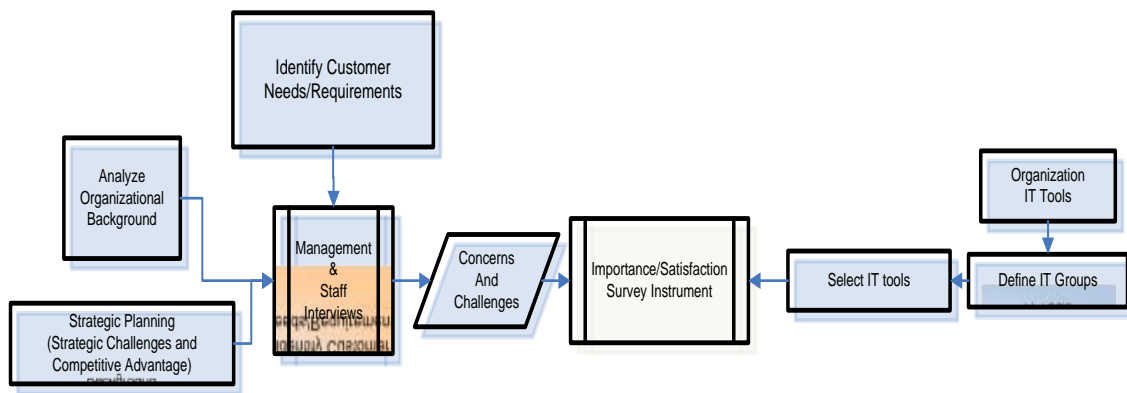 Identify Customer
Needs/Requirements
Analyze
Organizational
Background
Management
&
Staff
Interviews
Strategic Planning
(Strategic Challenges and
Competitive Advantage)
Concerns
And
Challenges
Importance/Satisfaction
Survey Instrument
Select IT tools
Organization
IT Tools
Define IT Groups